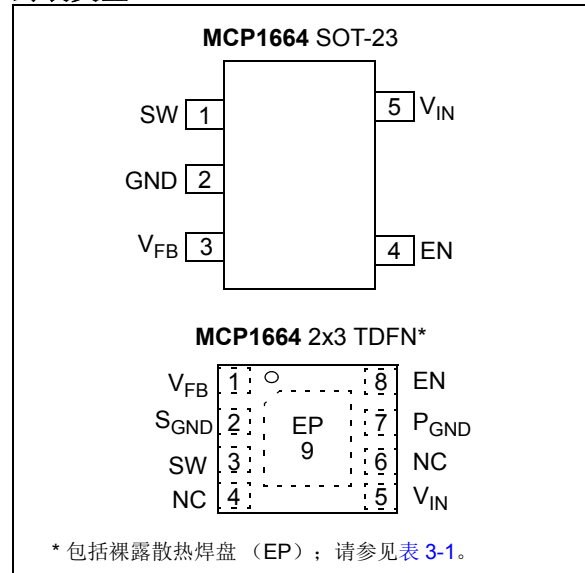 MCP1664 SOT-23
SW 1
5 VIN
GND 2
VFB 3
4 EN
MCP1664 2x3 TDFN*
VFB 1
8 EN
SGND 2
EP
9
7 PGND
SW 3
6 NC
NC 4
5 VIN
* 包括裸露散热焊盘 （EP）；请参见表 3-1。